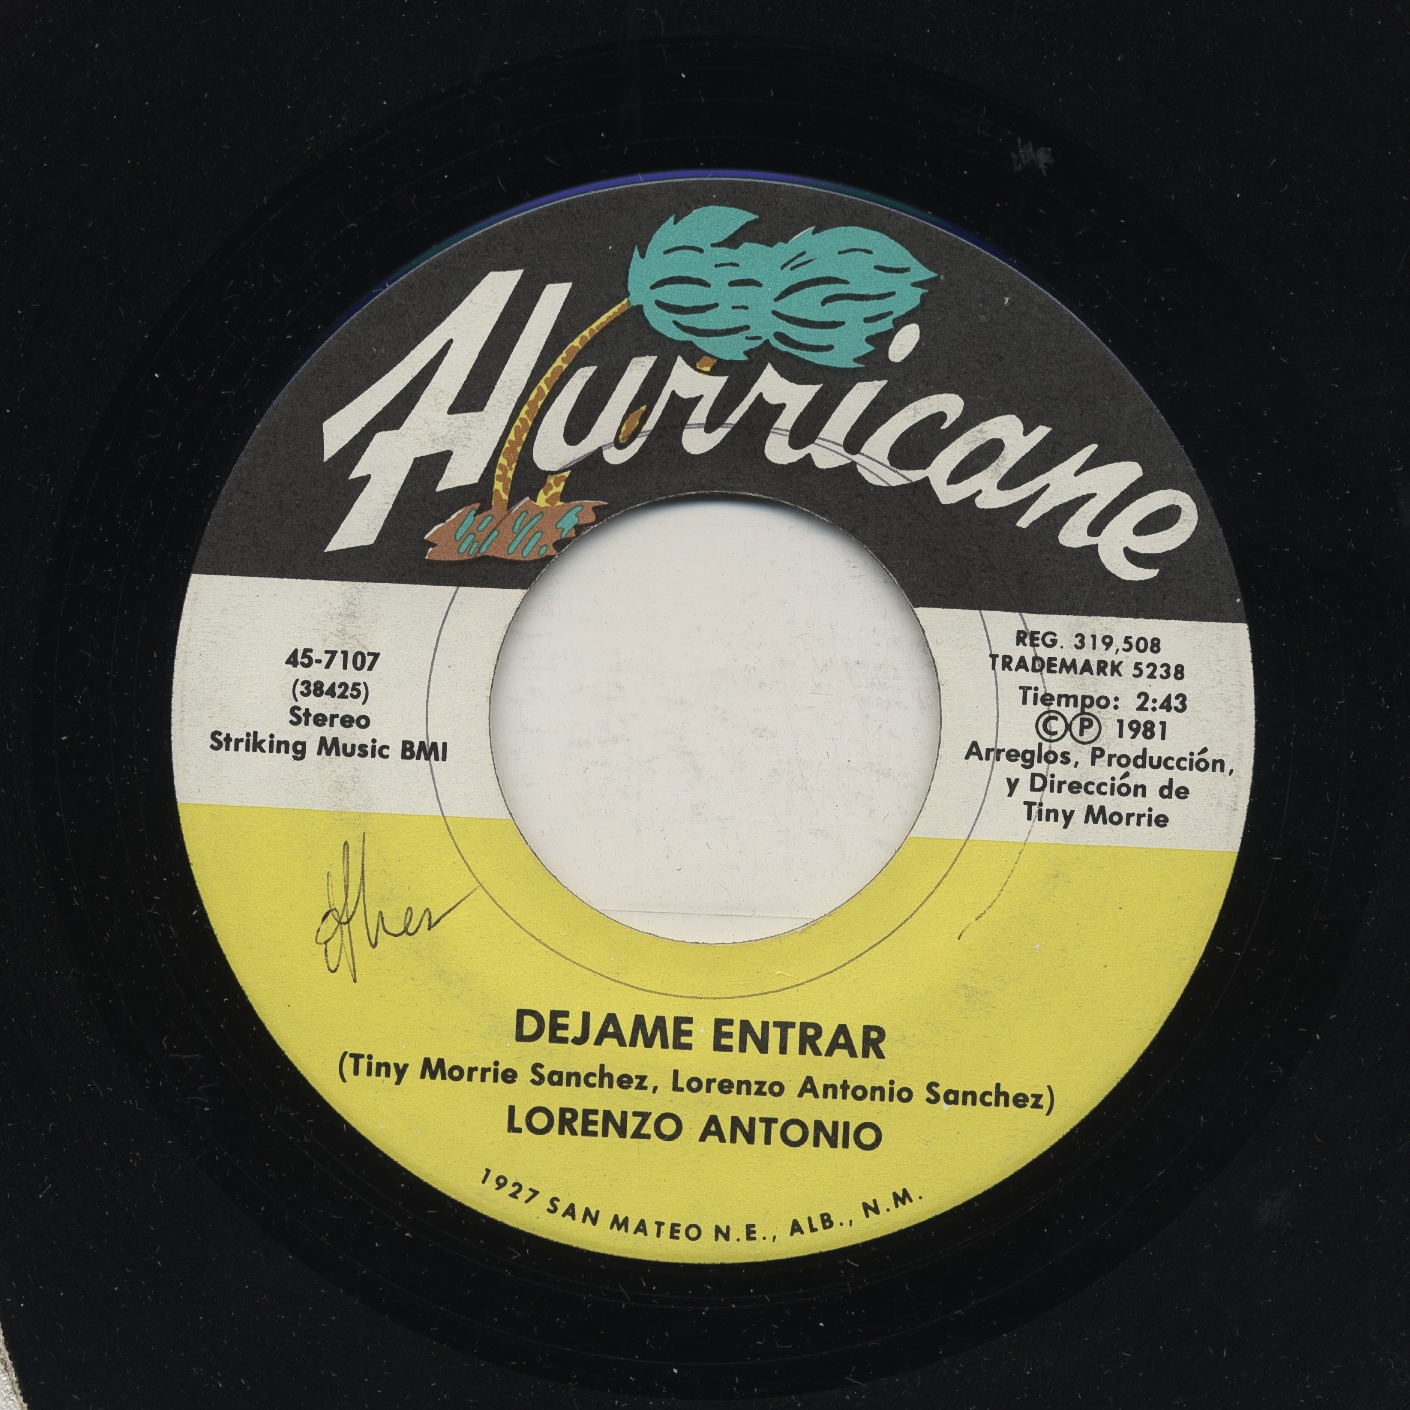 Hurricane
45-7107
(38425)
Stereo
Striking Music BMI
REG. 319,508
TRADEMARK 5238
Tiempo: 2:43
©℗ 1981
Arreglos, Producción,
y Dirección de
Tiny Morrie
DEJAME ENTRAR
(Tiny Morrie Sanchez, Lorenzo Antonio Sanchez)
LORENZO ANTONIO
1927 SAN MATEO N.E., ALB., N.M.